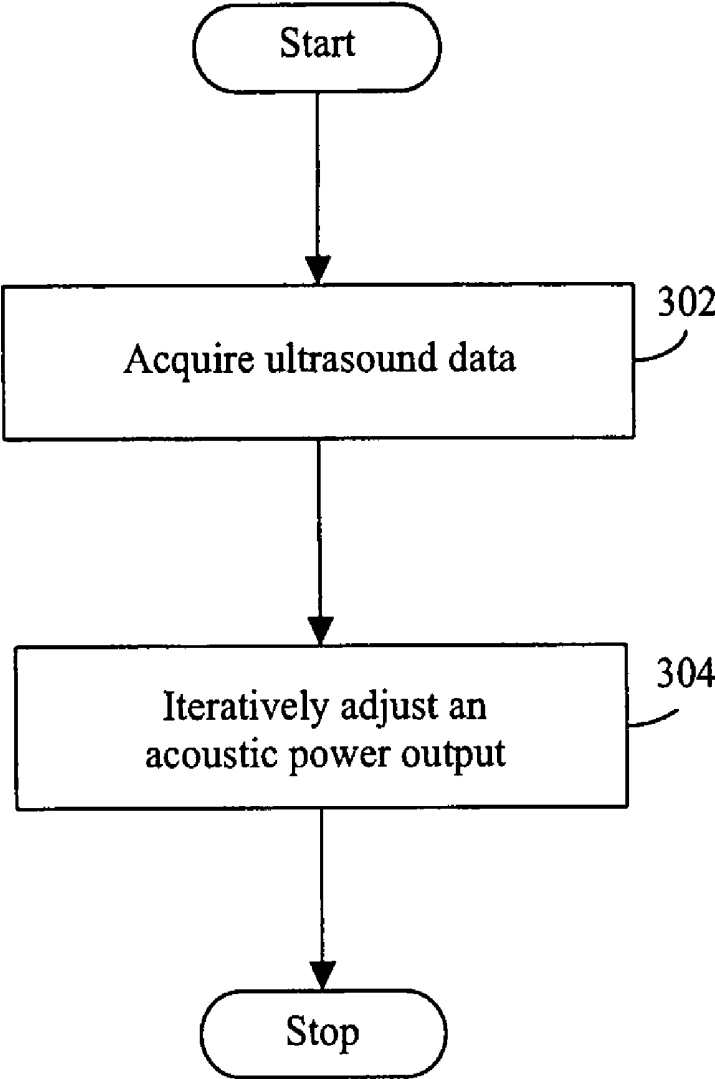 Start
302
Acquire ultrasound data
304
Iteratively adjust an
acoustic power output
Stop